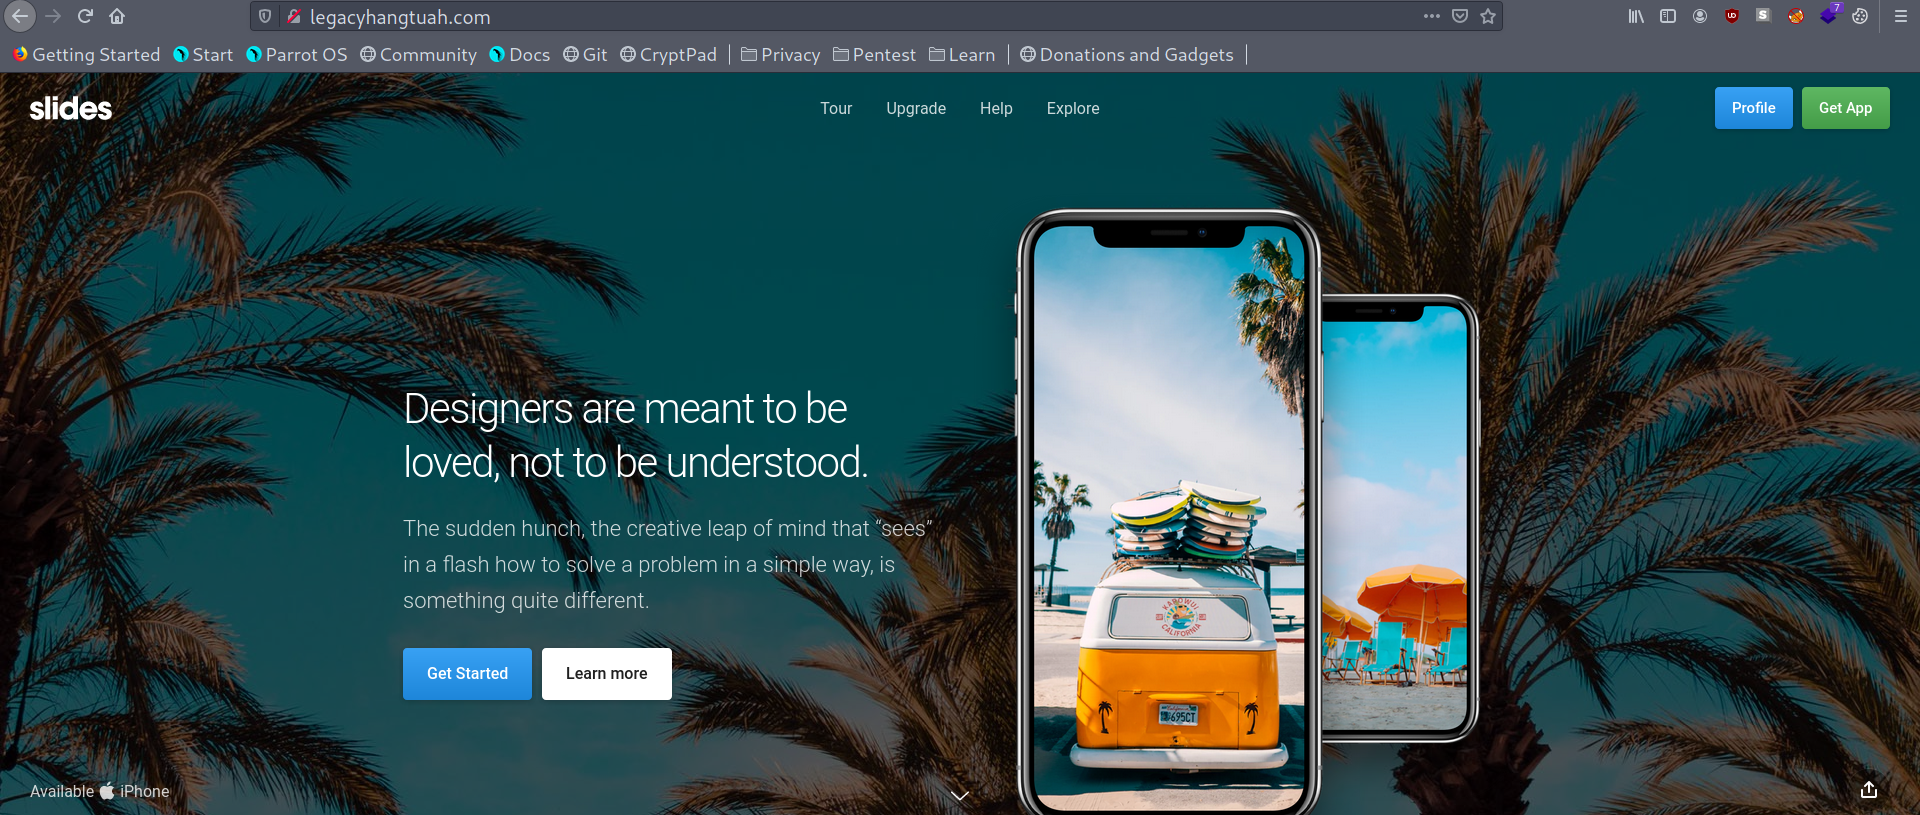 legacyhangtuah.com
7
Getting Started Start Parrot OS Community Docs Git CryptPad Privacy Pentest Learn Donations and Gadgets
slides
Tour Upgrade Help Explore
Profile Get App
Designers are meant to be
loved, not to be understood.
The sudden hunch, the creative leap of mind that “sees”
in a flash how to solve a problem in a simple way, is
something quite different.
Get Started Learn more
KABOWUI
CALIFORNIA
Available iPhone